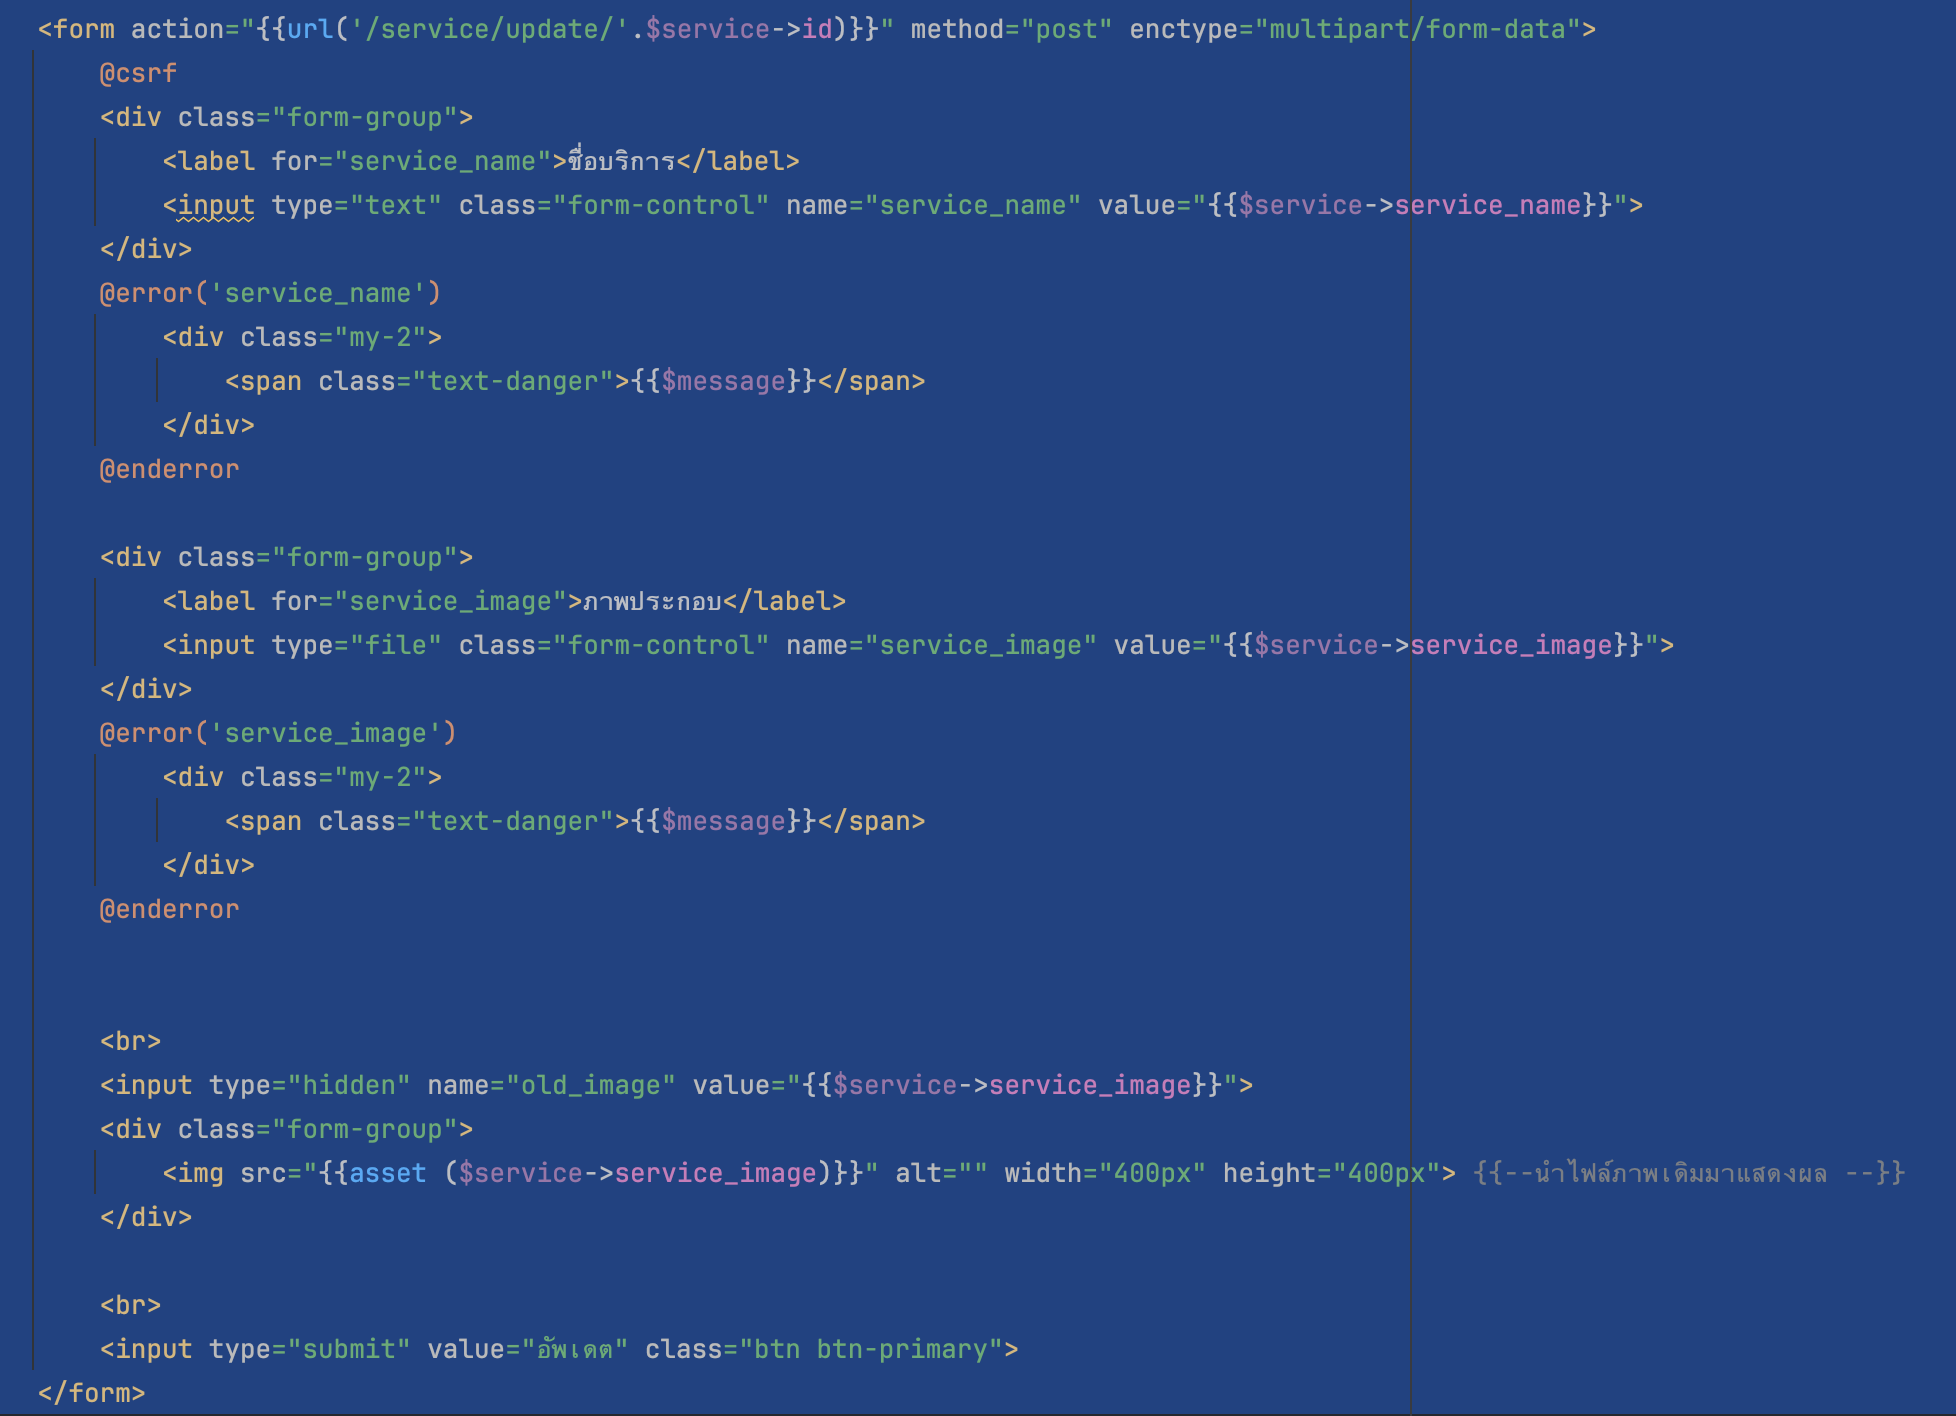 <form action="{{url('/service/update/'.$service->id)}}" method="post" enctype="multipart/form-data">
@csrf
<div class="form-group">
<label for="service_name">ชื่อบริการ</label>
<input type="text" class="form-control" name="service_name" value="{{$service->service_name}}">
</div>
@error('service_name')
<div class="my-2">
<span class="text-danger">{{$message}}</span>
</div>
@enderror
<div class="form-group">
<label for="service_image">ภาพประกอบ</label>
<input type="file" class="form-control" name="service_image" value="{{$service->service_image}}">
</div>
@error('service_image')
<div class="my-2">
<span class="text-danger">{{$message}}</span>
</div>
@enderror
<br>
<input type="hidden" name="old_image" value="{{$service->service_image}}">
<div class="form-group">
<img src="{{asset ($service->service_image)}}" alt="" width="400px" height="400px"> {{--นำไฟล์ภาพเดิมมาแสดงผล --}}
</div>
<br>
<input type="submit" value="อัพเดต" class="btn btn-primary">
</form>